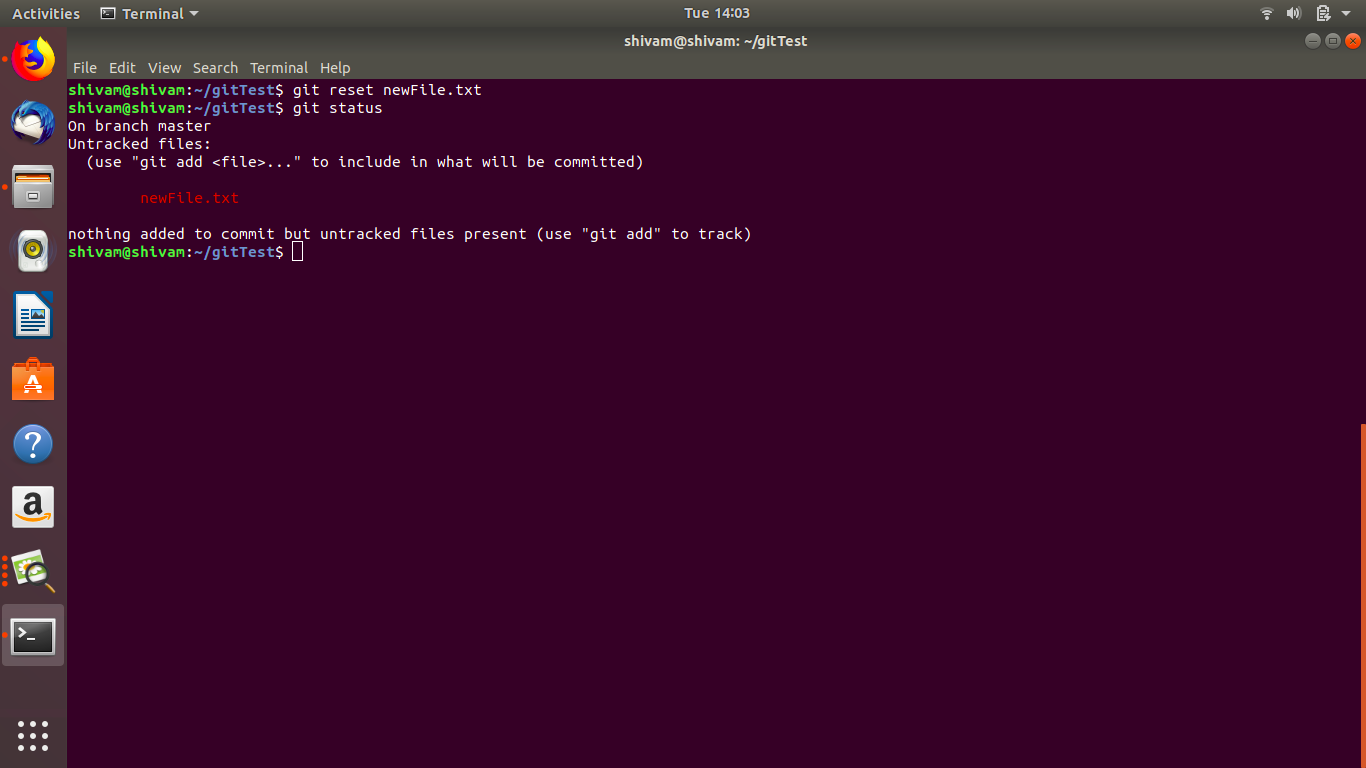 Activities Terminal Tue 14:03
shivam@shivam: ~/gitTest
File Edit View Search Terminal Help
shivam@shivam:~/gitTest$ git reset newFile.txt
shivam@shivam:~/gitTest$ git status
On branch master
Untracked files:
  (use "git add <file>..." to include in what will be committed)
        newFile.txt
nothing added to commit but untracked files present (use "git add" to track)
shivam@shivam:~/gitTest$